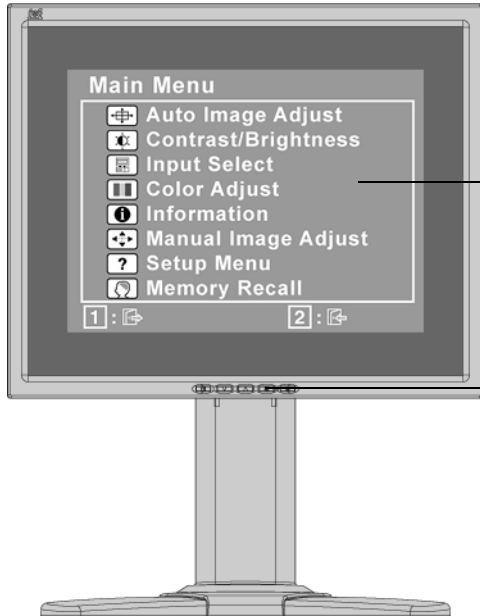 Main Menu
Auto Image Adjust
Contrast/Brightness
Input Select
Color Adjust
Information
Manual Image Adjust
? Setup Menu
Memory Recall
1 : 2 :